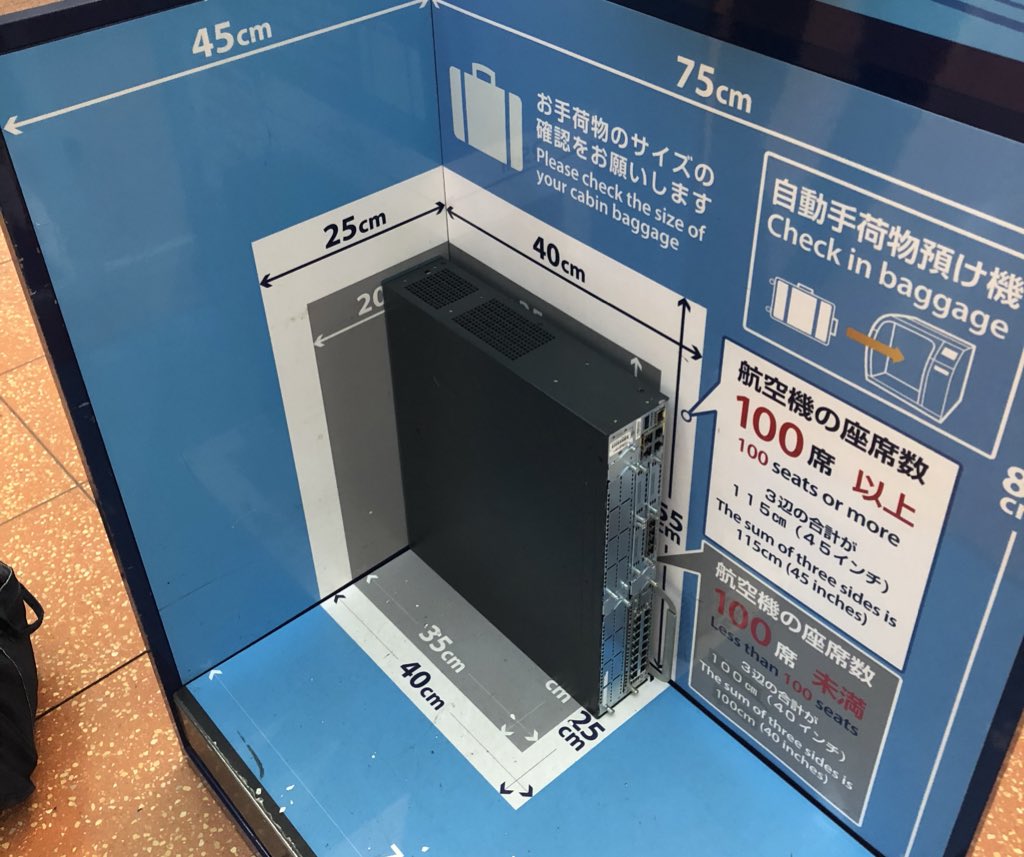 45cm
75cm
お手荷物のサイズの
確認をお願いします
Please check the size of
your cabin baggage
自動手荷物預け機
Check in baggage
25cm
40cm
20
航空機の座席数
100席 以上
100 seats or more
3辺の合計が
115㎝(45インチ)
The sum of three sides is
115cm (45 inches)
55
cm
航空機の座席数
100席 未満
Less than 100 seats
3辺の合計が
100㎝(40インチ)
The sum of three sides is
100cm (40 inches)
35cm
40cm
cm
25
cm